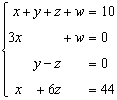 x + y + z + w = 10
3x + w = 0
y − z = 0
x + 6z = 44